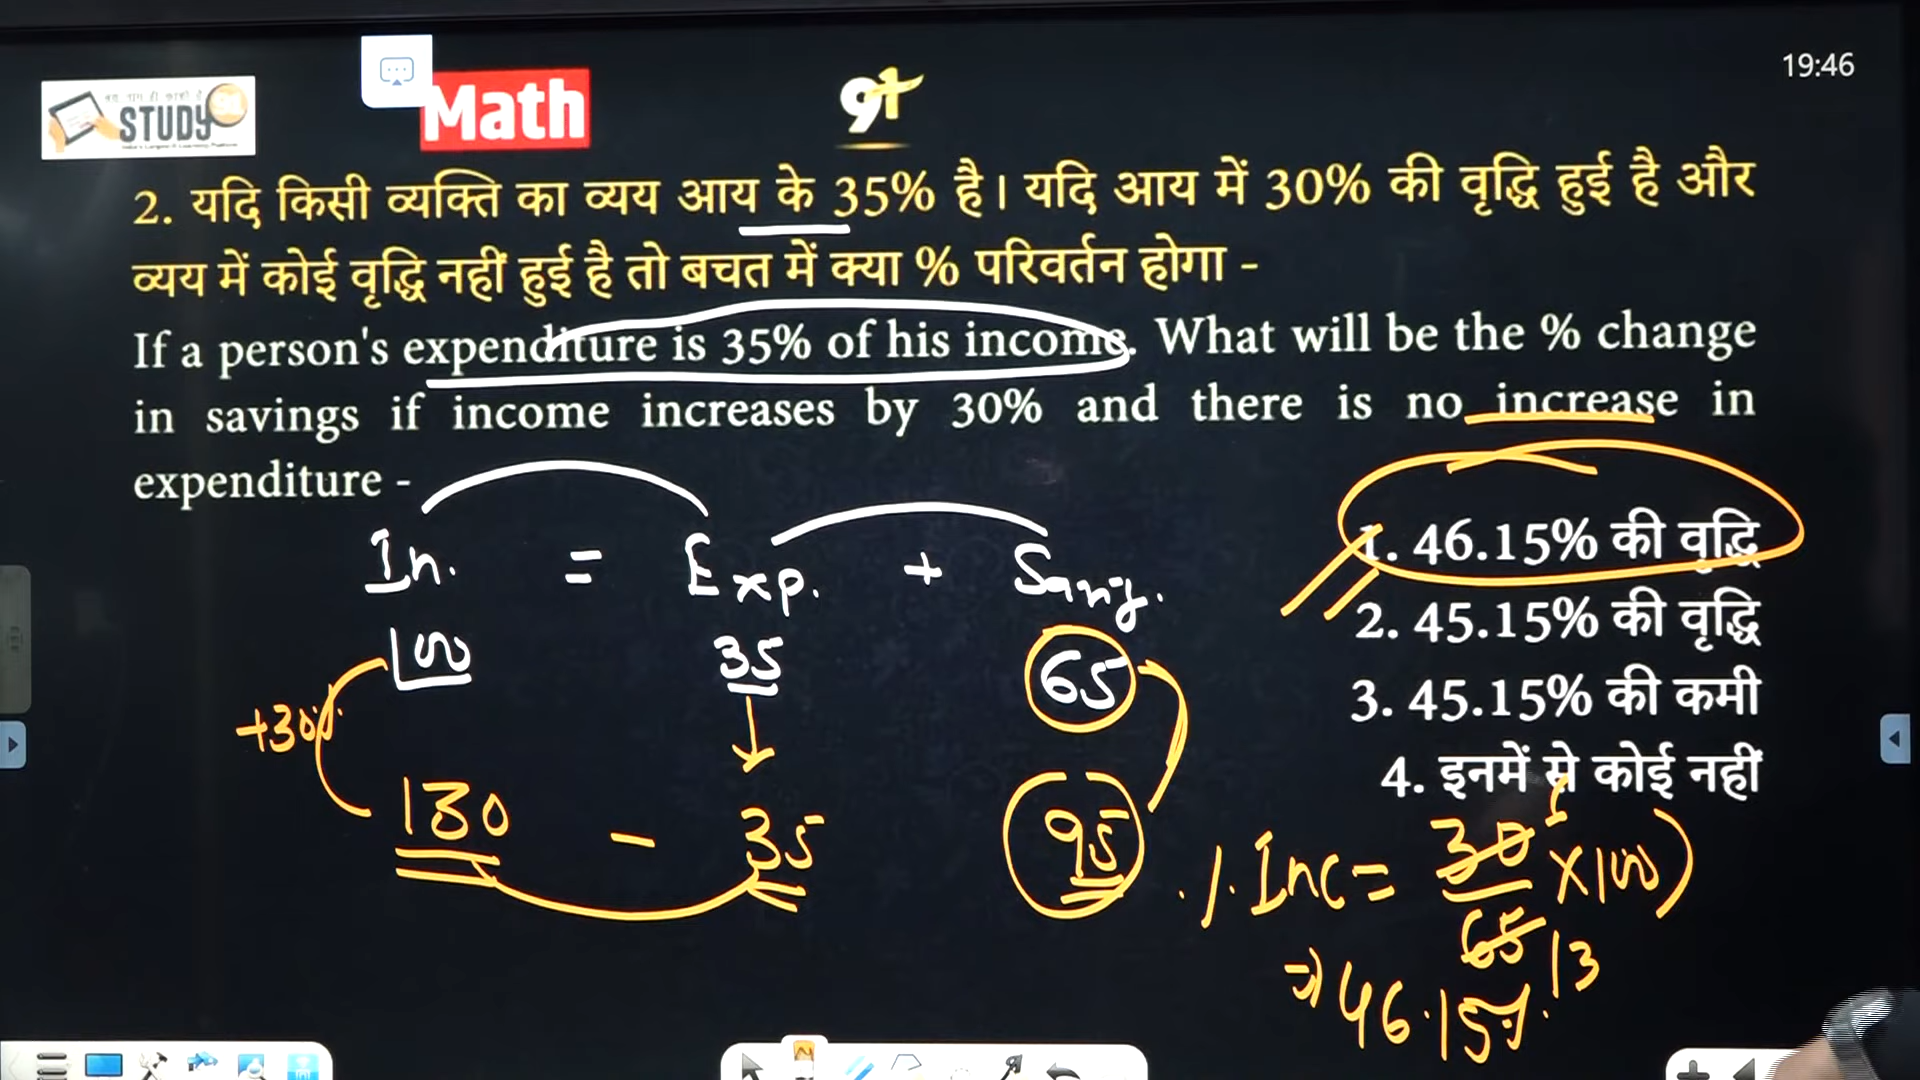 19:46
STUDY
Math
9+
2. यदि किसी व्यक्ति का व्यय आय के 35% है। यदि आय में 30% की वृद्धि हुई है और
व्यय में कोई वृद्धि नहीं हुई है तो बचत में क्या % परिवर्तन होगा -
If a person's expenditure is 35% of his income. What will be the % change
in savings if income increases by 30% and there is no increase in
expenditure -
1. 46.15% की वृद्धि
2. 45.15% की वृद्धि
3. 45.15% की कमी
4. इनमें से कोई नहीं
In. = Exp. +
100 35 65
+30%
130 - 35 95
% Inc = 30/65 × 100)
6
13
⇒ 46.15%